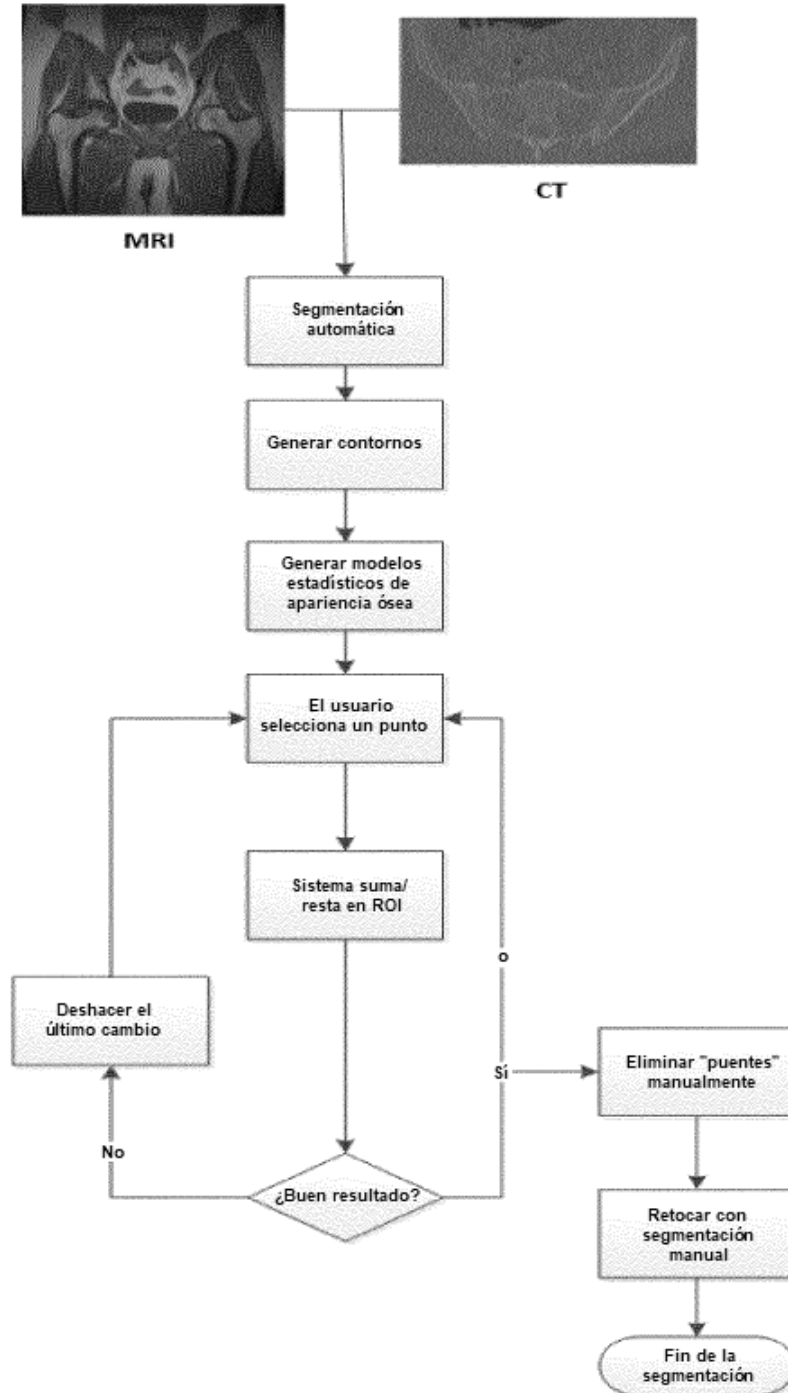 MRI
CT
Segmentación
automática
Generar contornos
Generar modelos
estadísticos de
apariencia ósea
El usuario
selecciona un punto
Sistema suma/
resta en ROI
o
Deshacer el
último cambio
Sí
Eliminar "puentes"
manualmente
No
¿Buen resultado?
Retocar con
segmentación
manual
Fin de la
segmentación